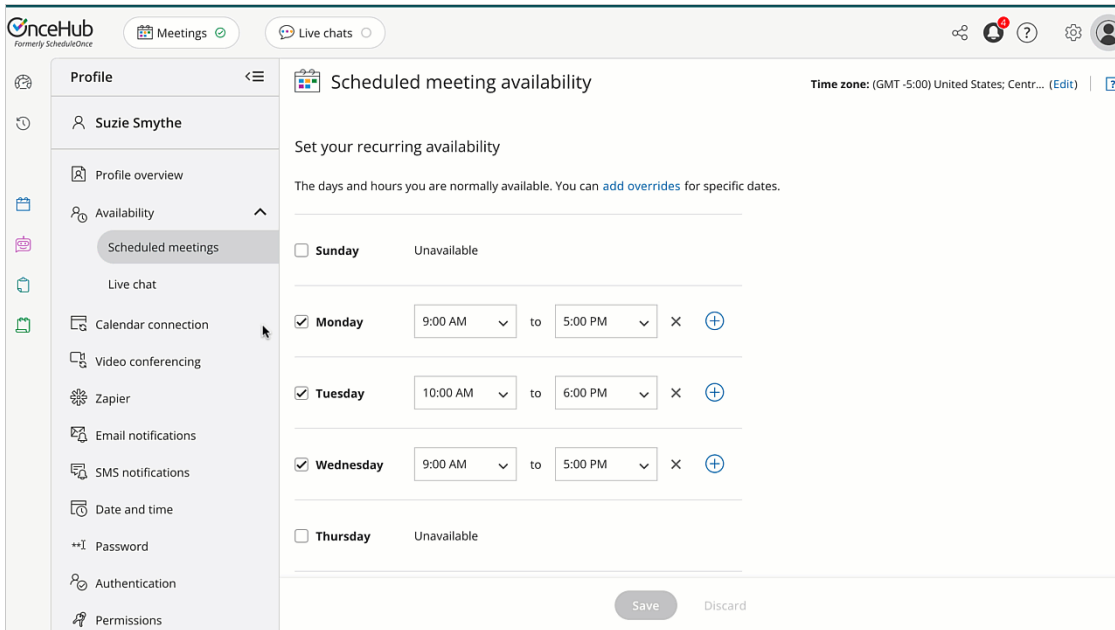 OnceHub
Formerly ScheduleOnce
Meetings
Live chats
4
?
Profile
Suzie Smythe
Profile overview
Availability
Scheduled meetings
Live chat
Calendar connection
Video conferencing
Zapier
Email notifications
SMS notifications
Date and time
Password
Authentication
Permissions
Scheduled meeting availability
Time zone: (GMT -5:00) United States; Centr... (Edit)
?
Set your recurring availability
The days and hours you are normally available. You can add overrides for specific dates.
Sunday Unavailable
Monday 9:00 AM to 5:00 PM
Tuesday 10:00 AM to 6:00 PM
Wednesday 9:00 AM to 5:00 PM
Thursday Unavailable
Save Discard